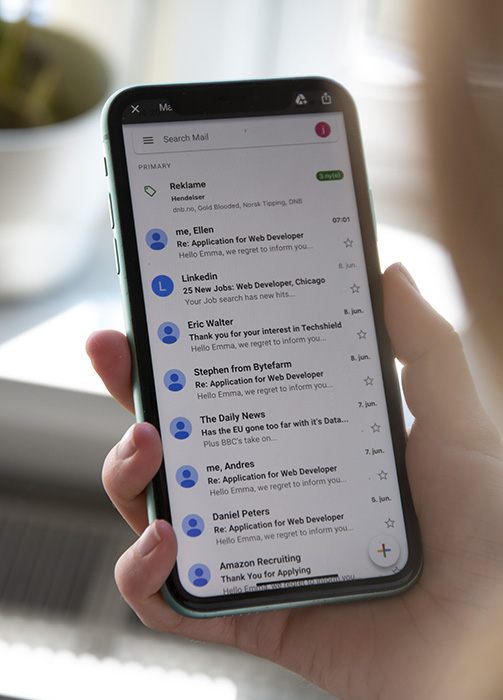 Ma
Search Mail
j
PRIMARY
Reklame
3 ny(e)
Hendelser
dnb.no, Gold Blooded, Norsk Tipping, DNB
me, Ellen
07:01
Re: Application for Web Developer
Hello Emma, we regret to inform you...
L
Linkedin
8. jun.
25 New Jobs: Web Developer, Chicago
Your Job search has new hits...
Eric Walter
8. jun.
Thank you for your interest in Techshield
Hello Emma, we regret to inform you...
Stephen from Bytefarm
8. jun.
Re: Application for Web Developer
Hello Emma, we regret to inform you...
The Daily News
7. jun.
Has the EU gone too far with it's Data...
Plus BBC's take on...
me, Andres
7. jun.
Re: Application for Web Developer
Hello Emma, we regret to inform you...
Daniel Peters
Re: Application for Web Developer
Hello Emma, we regret to inform you...
Amazon Recruiting
Thank You for Applying
Hello Emma, we regret to inform you